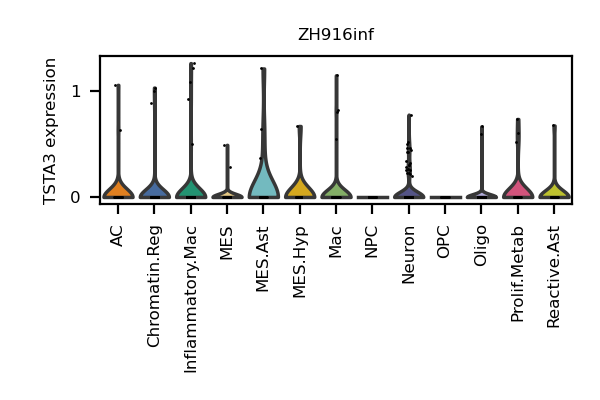 ZH916inf
TSTA3 expression
1
0
AC
Chromatin.Reg
Inflammatory.Mac
MES
MES.Ast
MES.Hyp
Mac
NPC
Neuron
OPC
Oligo
Prolif.Metab
Reactive.Ast